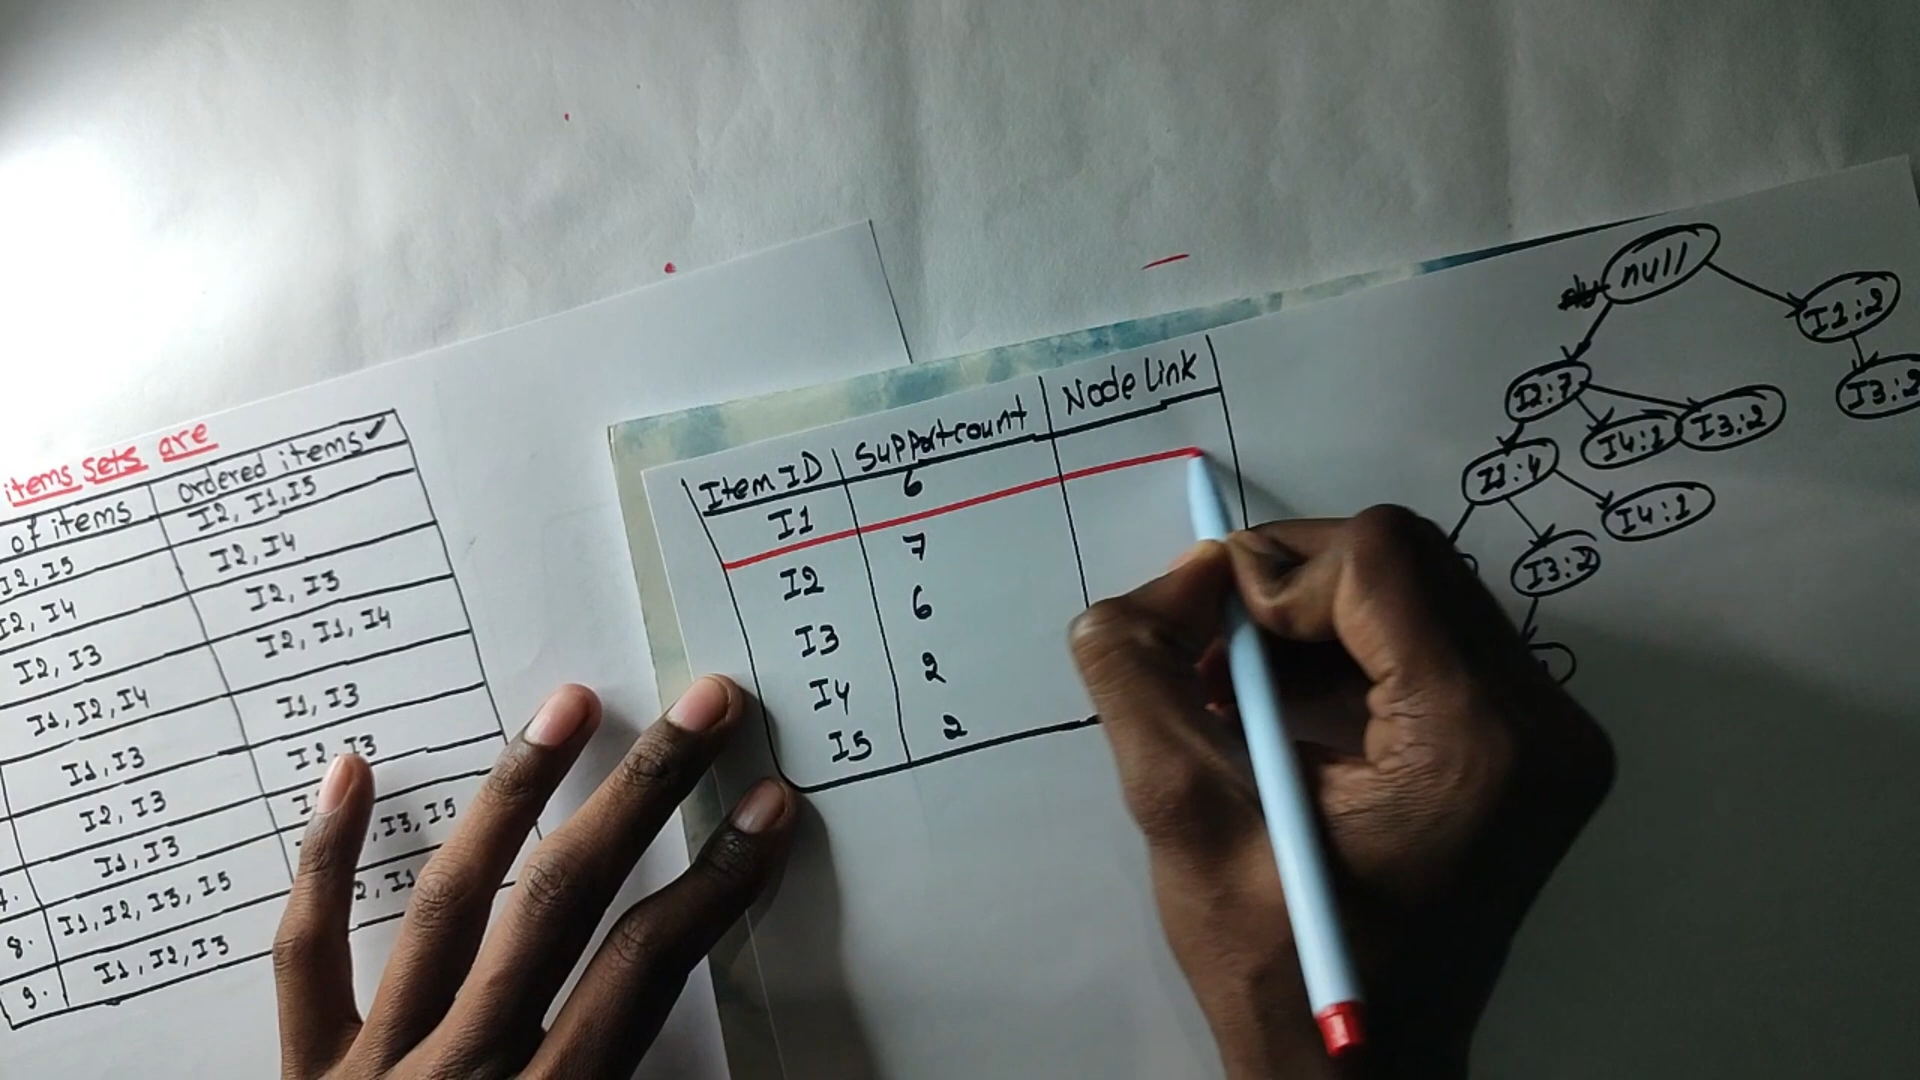 items sets are
of items
ordered items ✓
I2, I5
I2, I1, I5
I2, I4
I2, I4
I2, I3
I2, I3
I1, I2, I4
I2, I1, I4
I1, I3
I1, I3
I2, I3
I2, I3
I1, I3
8.
I1, I2, I3, I5
, I3, I5
9.
I1, I2, I3
Item ID
Support count
Node link
I1
6
I2
7
I3
6
I4
2
I5
2
null
I1:2
I3:2
I2:7
I4:1
I3:2
I1:4
I4:1
I3:2